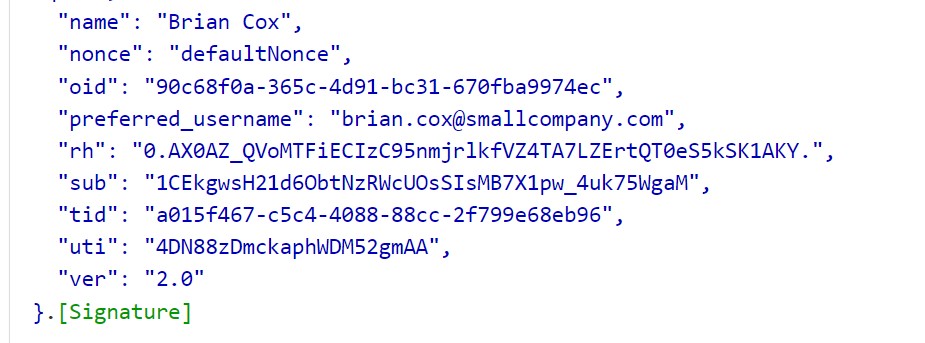 "name": "Brian Cox",
"nonce": "defaultNonce",
"oid": "90c68f0a-365c-4d91-bc31-670fba9974ec",
"preferred_username": "brian.cox@smallcompany.com",
"rh": "0.AX0AZ_QVoMTFiECIzC95nmjrlkfVZ4TA7LZErtQT0eS5kSK1AKY.",
"sub": "1CEkgwsH21d6ObtNzRWcUOsSIsMB7X1pw_4uk75WgaM",
"tid": "a015f467-c5c4-4088-88cc-2f799e68eb96",
"uti": "4DN88zDmckaphWDM52gmAA",
"ver": "2.0"
}.[Signature]